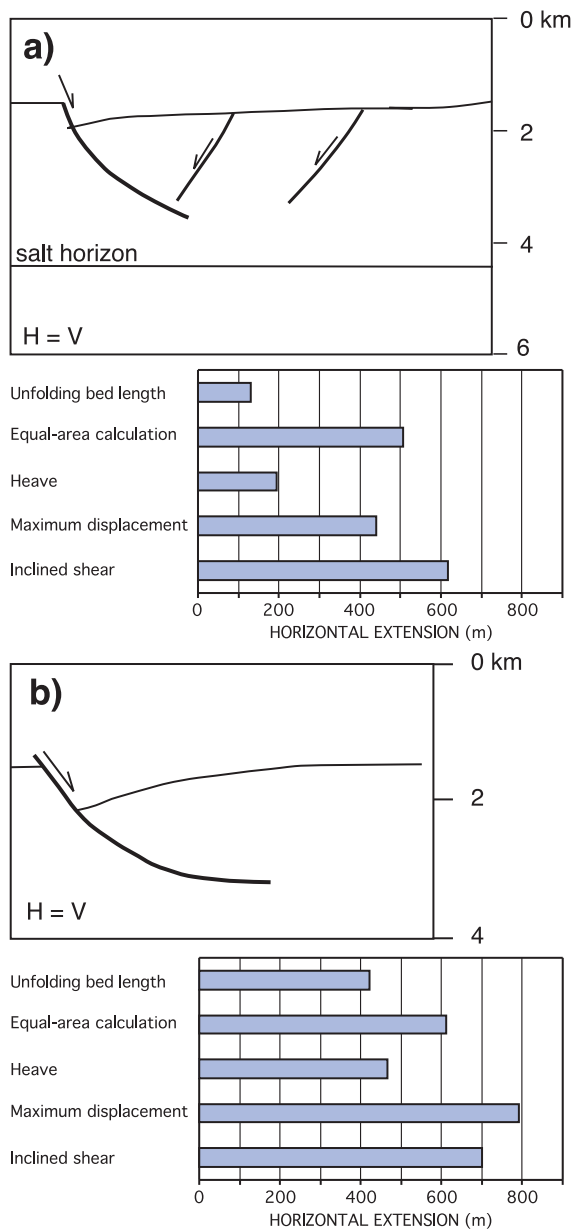 a)
0 km
2
4
6
salt horizon
H = V
Unfolding bed length
Equal-area calculation
Heave
Maximum displacement
Inclined shear
0 200 400 600 800
HORIZONTAL EXTENSION (m)
b)
0 km
2
4
H = V
Unfolding bed length
Equal-area calculation
Heave
Maximum displacement
Inclined shear
0 200 400 600 800
HORIZONTAL EXTENSION (m)